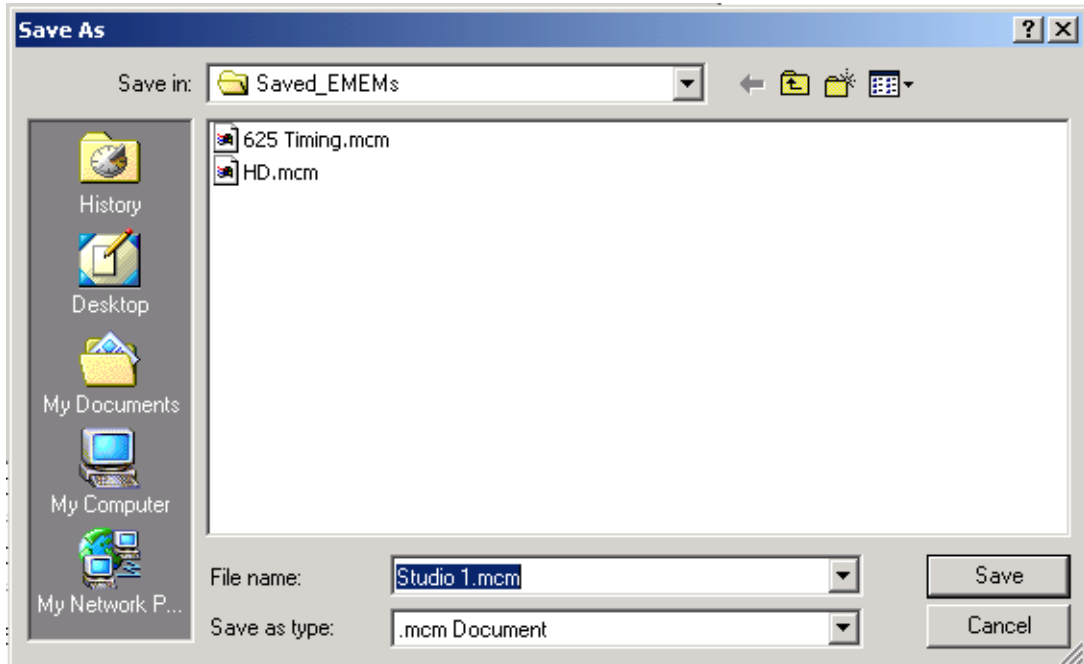 Save As
Save in: Saved_EMEMs
625 Timing.mcm
HD.mcm
History
Desktop
My Documents
My Computer
My Network P...
File name: Studio 1.mcm
Save
Save as type: .mcm Document
Cancel